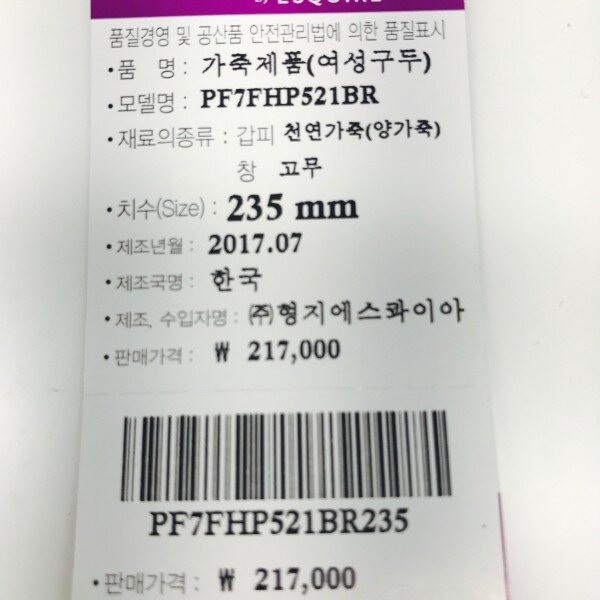 by ESQUIRE
품질경영 및 공산품 안전관리법에 의한 품질표시
•품 명 : 가죽제품(여성구두)
•모델명 : PF7FHP521BR
•재료의종류 : 갑피 천연가죽(양가죽)
창 고무
•치수(Size) : 235 mm
•제조년월 : 2017.07
•제조국명 : 한국
•제조, 수입자명 : ㈜형지에스콰이아
•판매가격 : ₩ 217,000
PF7FHP521BR235
•판매가격 : ₩ 217,000